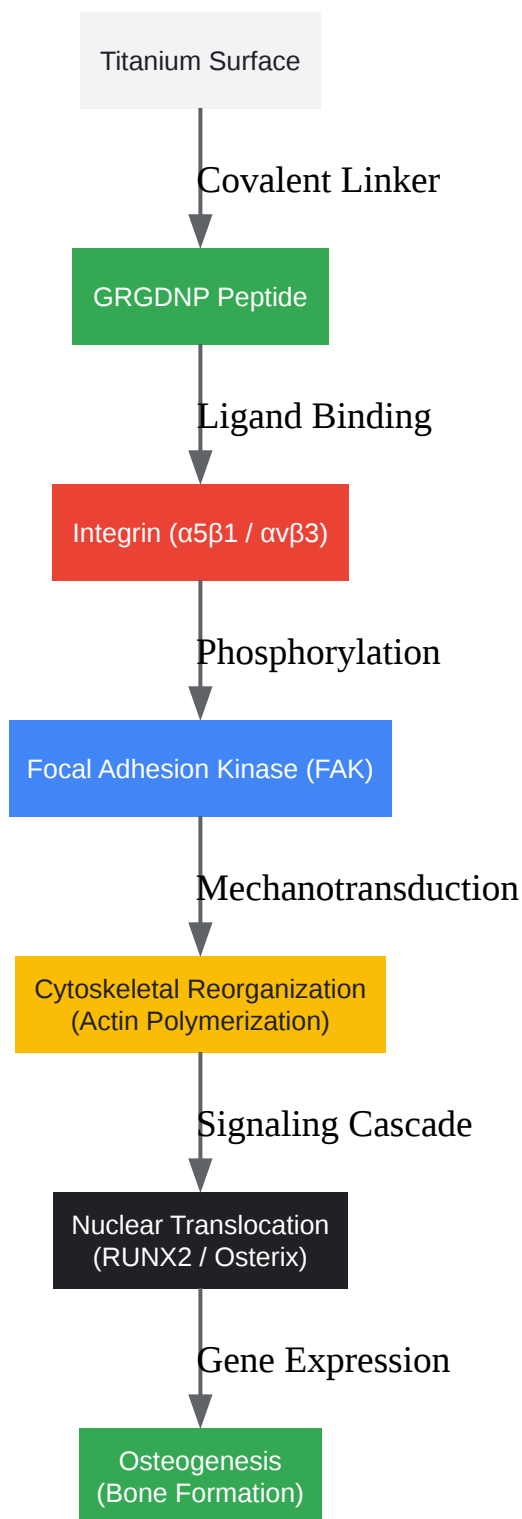 Titanium Surface
Covalent Linker
GRGDNP Peptide
Ligand Binding
Integrin (α5β1 / αvβ3)
Phosphorylation
Focal Adhesion Kinase (FAK)
Mechanotransduction
Cytoskeletal Reorganization
(Actin Polymerization)
Signaling Cascade
Nuclear Translocation
(RUNX2 / Osterix)
Gene Expression
Osteogenesis
(Bone Formation)